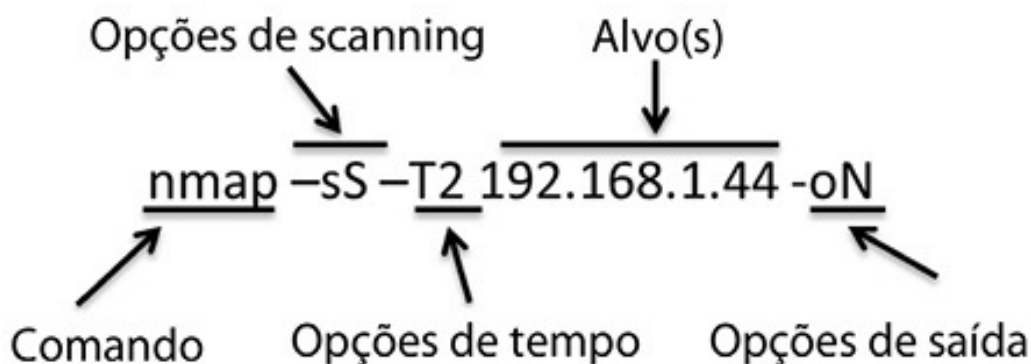 Opções de scanning Alvo(s)
nmap –sS –T2 192.168.1.44 -oN
Comando Opções de tempo Opções de saída